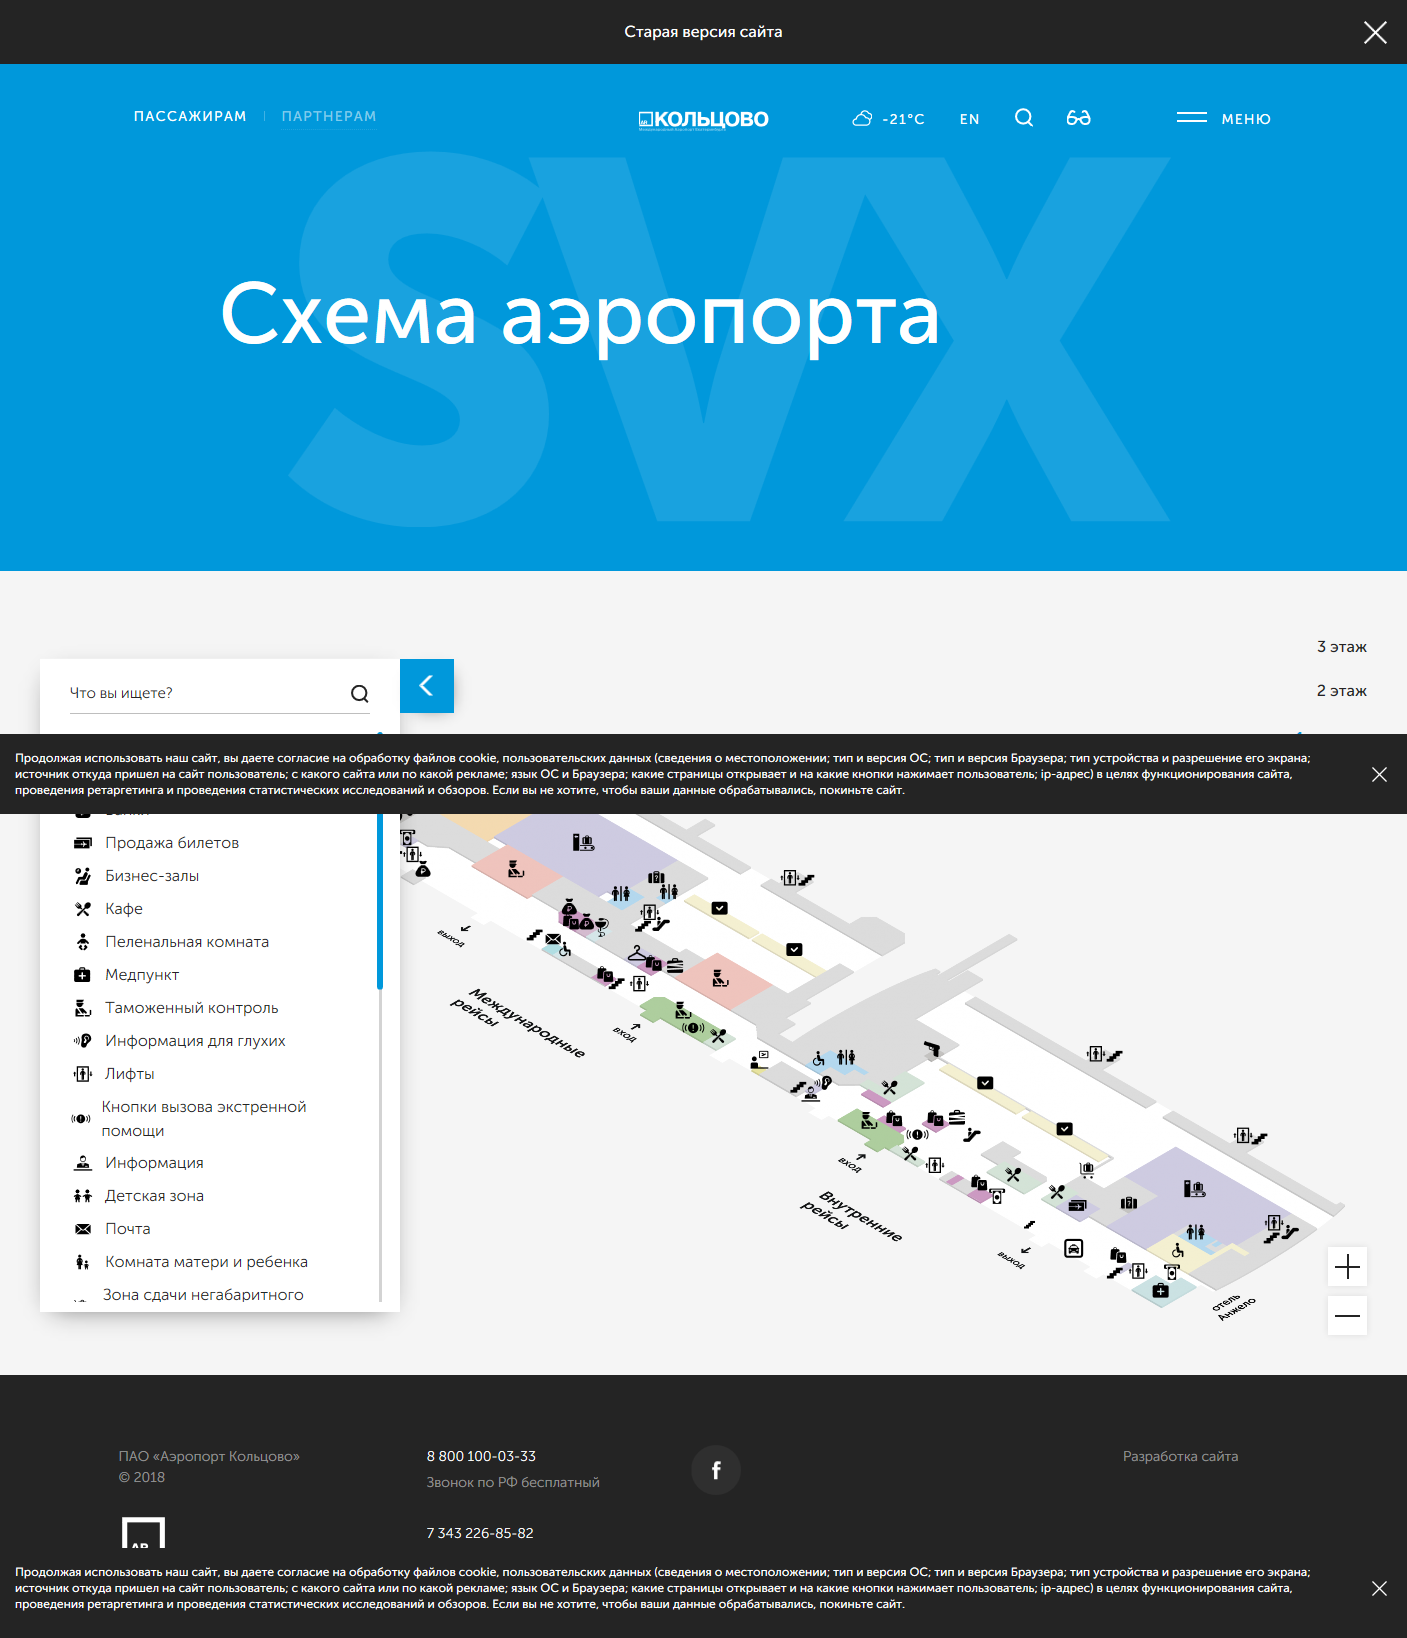 Старая версия сайта
ПАССАЖИРАМ
ПАРТНЕРАМ
КОЛЬЦОВО
-21°C
EN
МЕНЮ
SVX
Схема аэропорта
3 этаж
2 этаж
Что вы ищете?
Продолжая использовать наш сайт, вы даете согласие на обработку файлов cookie, пользовательских данных (сведения о местоположении; тип и версия ОС; тип и версия Браузера; тип устройства и разрешение его экрана;
источник откуда пришел на сайт пользователь; с какого сайта или по какой рекламе; язык ОС и Браузера; какие страницы открывает и на какие кнопки нажимает пользователь; ip-адрес) в целях функционирования сайта,
проведения ретаргетинга и проведения статистических исследований и обзоров. Если вы не хотите, чтобы ваши данные обрабатывались, покиньте сайт.
Продажа билетов
Бизнес-залы
Кафе
Пеленальная комната
Медпункт
Таможенный контроль
Информация для глухих
Лифты
Кнопки вызова экстренной
помощи
Информация
Детская зона
Почта
Комната матери и ребенка
Зона сдачи негабаритного
выход
Международные
рейсы
вход
вход
Внутренние
рейсы
выход
отель
Анжело
ПАО «Аэропорт Кольцово»
© 2018
8 800 100-03-33
Звонок по РФ бесплатный
7 343 226-85-82
Разработка сайта
Продолжая использовать наш сайт, вы даете согласие на обработку файлов cookie, пользовательских данных (сведения о местоположении; тип и версия ОС; тип и версия Браузера; тип устройства и разрешение его экрана;
источник откуда пришел на сайт пользователь; с какого сайта или по какой рекламе; язык ОС и Браузера; какие страницы открывает и на какие кнопки нажимает пользователь; ip-адрес) в целях функционирования сайта,
проведения ретаргетинга и проведения статистических исследований и обзоров. Если вы не хотите, чтобы ваши данные обрабатывались, покиньте сайт.